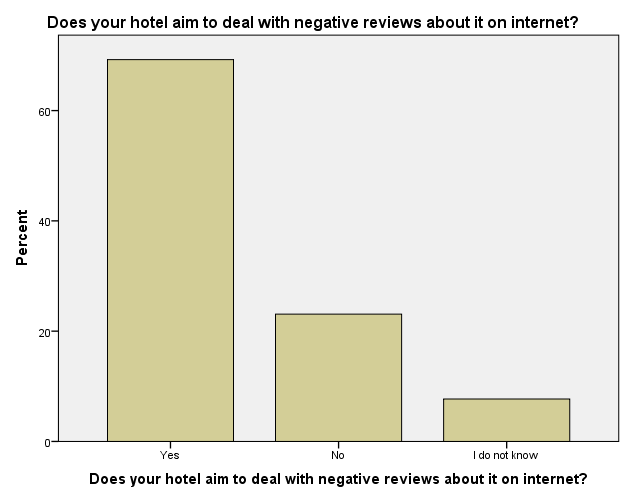 Does your hotel aim to deal with negative reviews about it on internet?
Percent
60
40
20
0
Yes No I do not know
Does your hotel aim to deal with negative reviews about it on internet?